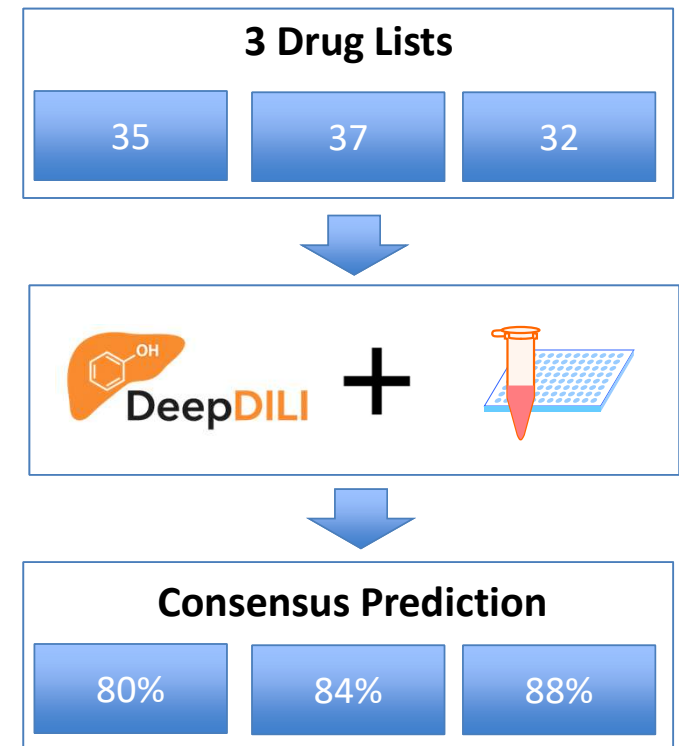 3 Drug Lists
35 37 32
OH
DeepDILI
+
Consensus Prediction
80% 84% 88%